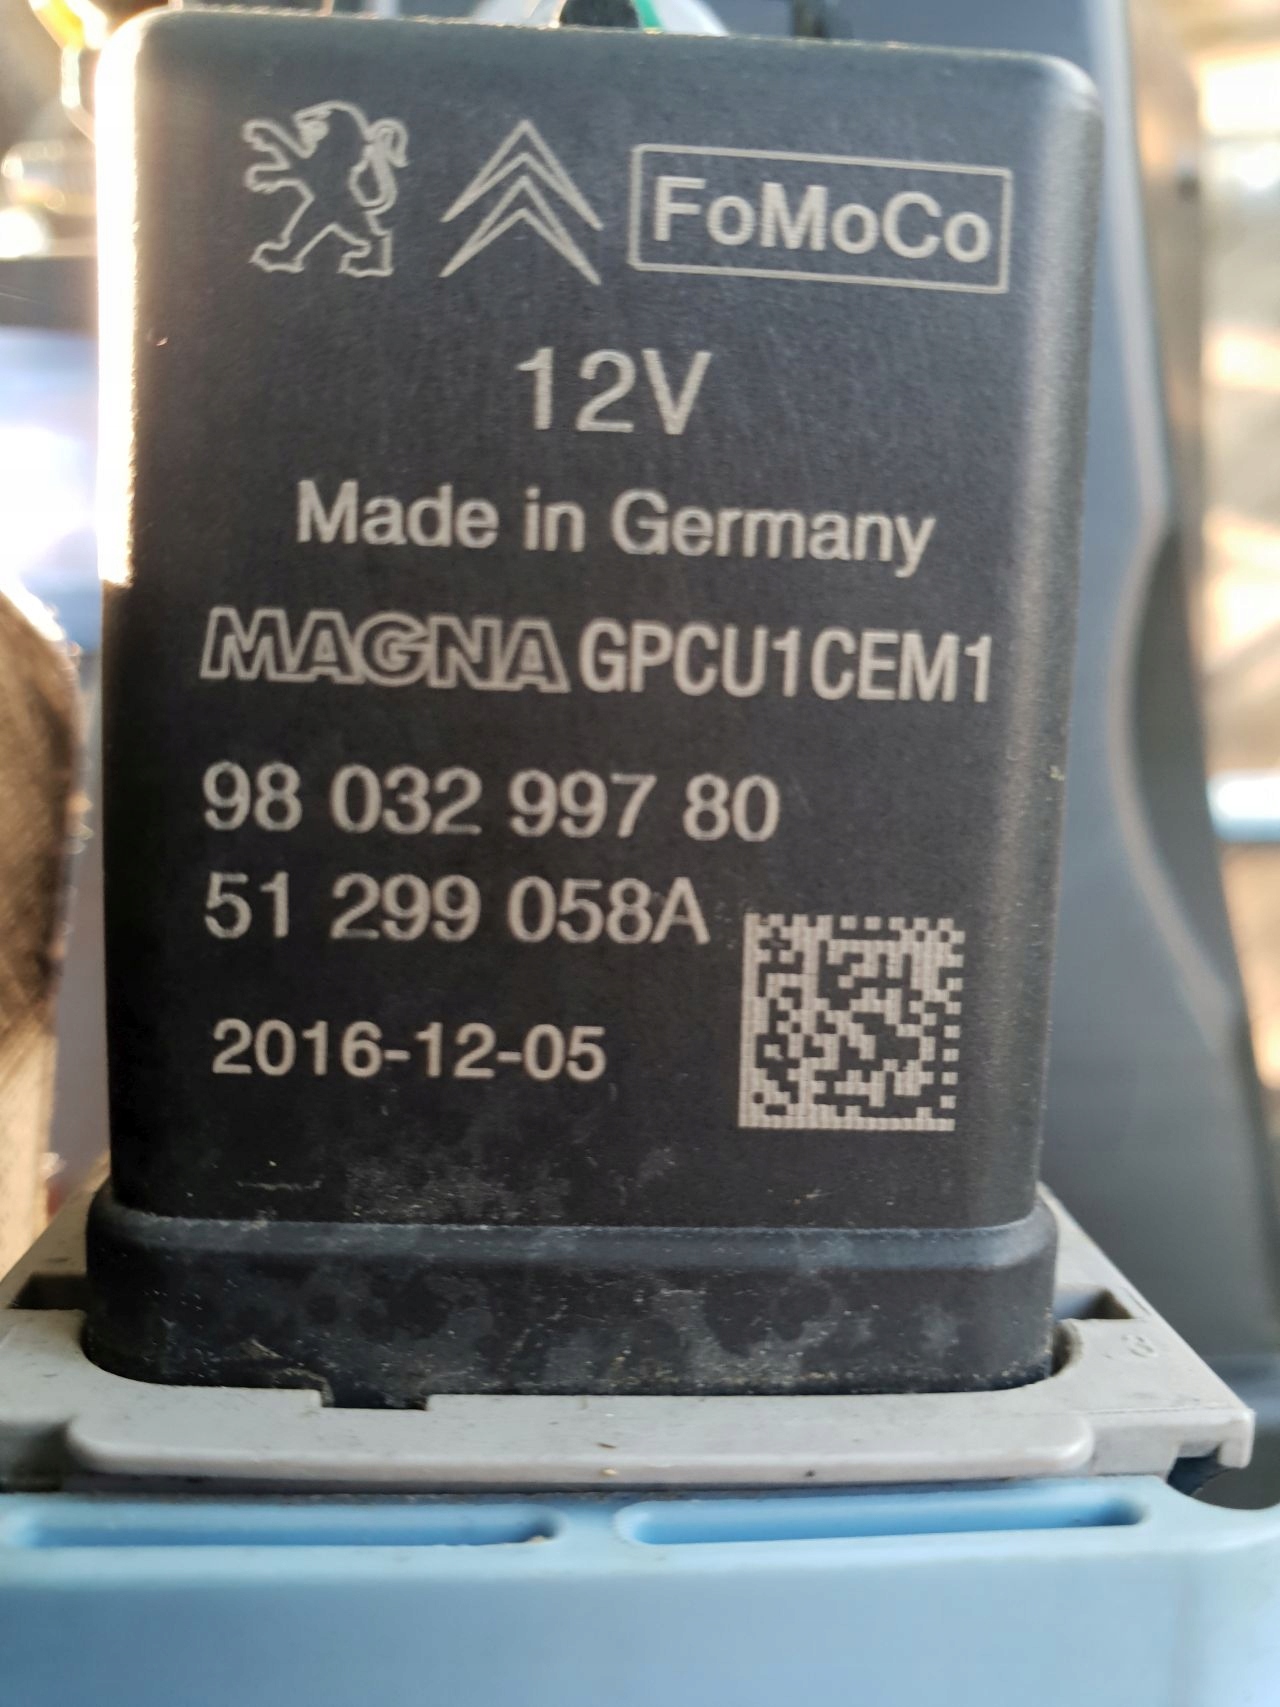 FoMoCo
12V
Made in Germany
MAGNA GPCU1CEM1
98 032 997 80
51 299 058A
2016-12-05